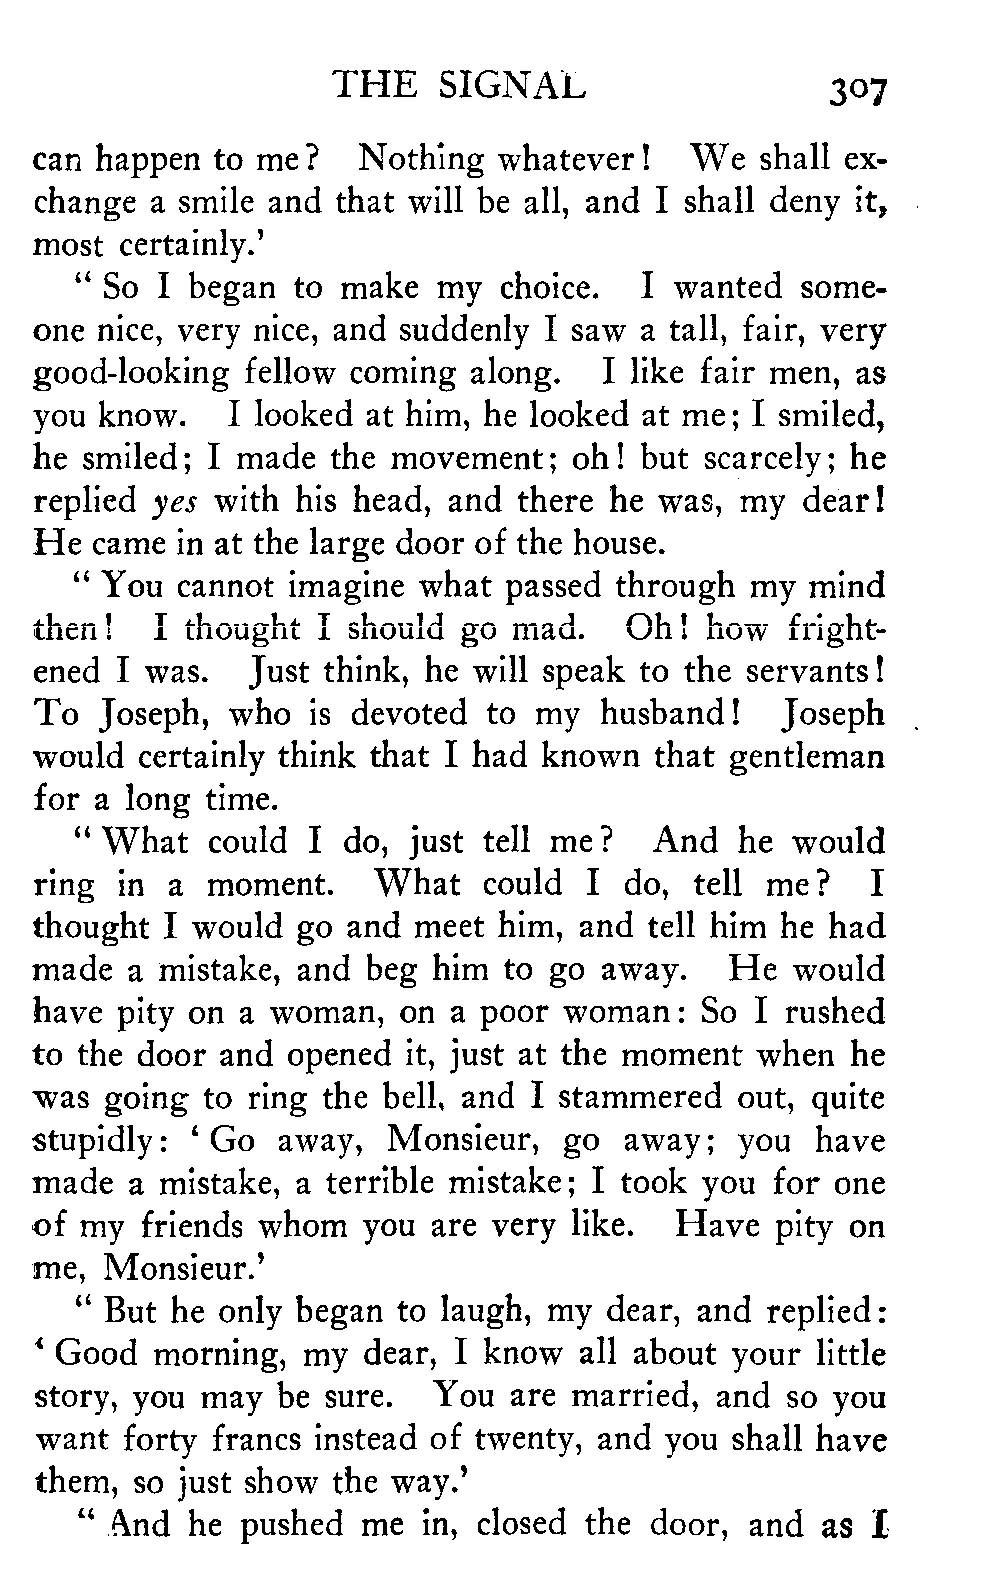 THE SIGNAL 307
can happen to me? Nothing whatever! We shall ex-
change a smile and that will be all, and I shall deny it,
most certainly.'
" So I began to make my choice. I wanted some-
one nice, very nice, and suddenly I saw a tall, fair, very
good-looking fellow coming along. I like fair men, as
you know. I looked at him, he looked at me; I smiled,
he smiled; I made the movement; oh! but scarcely; he
replied yes with his head, and there he was, my dear!
He came in at the large door of the house.
" You cannot imagine what passed through my mind
then! I thought I should go mad. Oh! how fright-
ened I was. Just think, he will speak to the servants!
To Joseph, who is devoted to my husband! Joseph
would certainly think that I had known that gentleman
for a long time.
" What could I do, just tell me? And he would
ring in a moment. What could I do, tell me? I
thought I would go and meet him, and tell him he had
made a mistake, and beg him to go away. He would
have pity on a woman, on a poor woman: So I rushed
to the door and opened it, just at the moment when he
was going to ring the bell, and I stammered out, quite
stupidly: ' Go away, Monsieur, go away; you have
made a mistake, a terrible mistake; I took you for one
of my friends whom you are very like. Have pity on
me, Monsieur.'
" But he only began to laugh, my dear, and replied:
' Good morning, my dear, I know all about your little
story, you may be sure. You are married, and so you
want forty francs instead of twenty, and you shall have
them, so just show the way.'
" And he pushed me in, closed the door, and as I